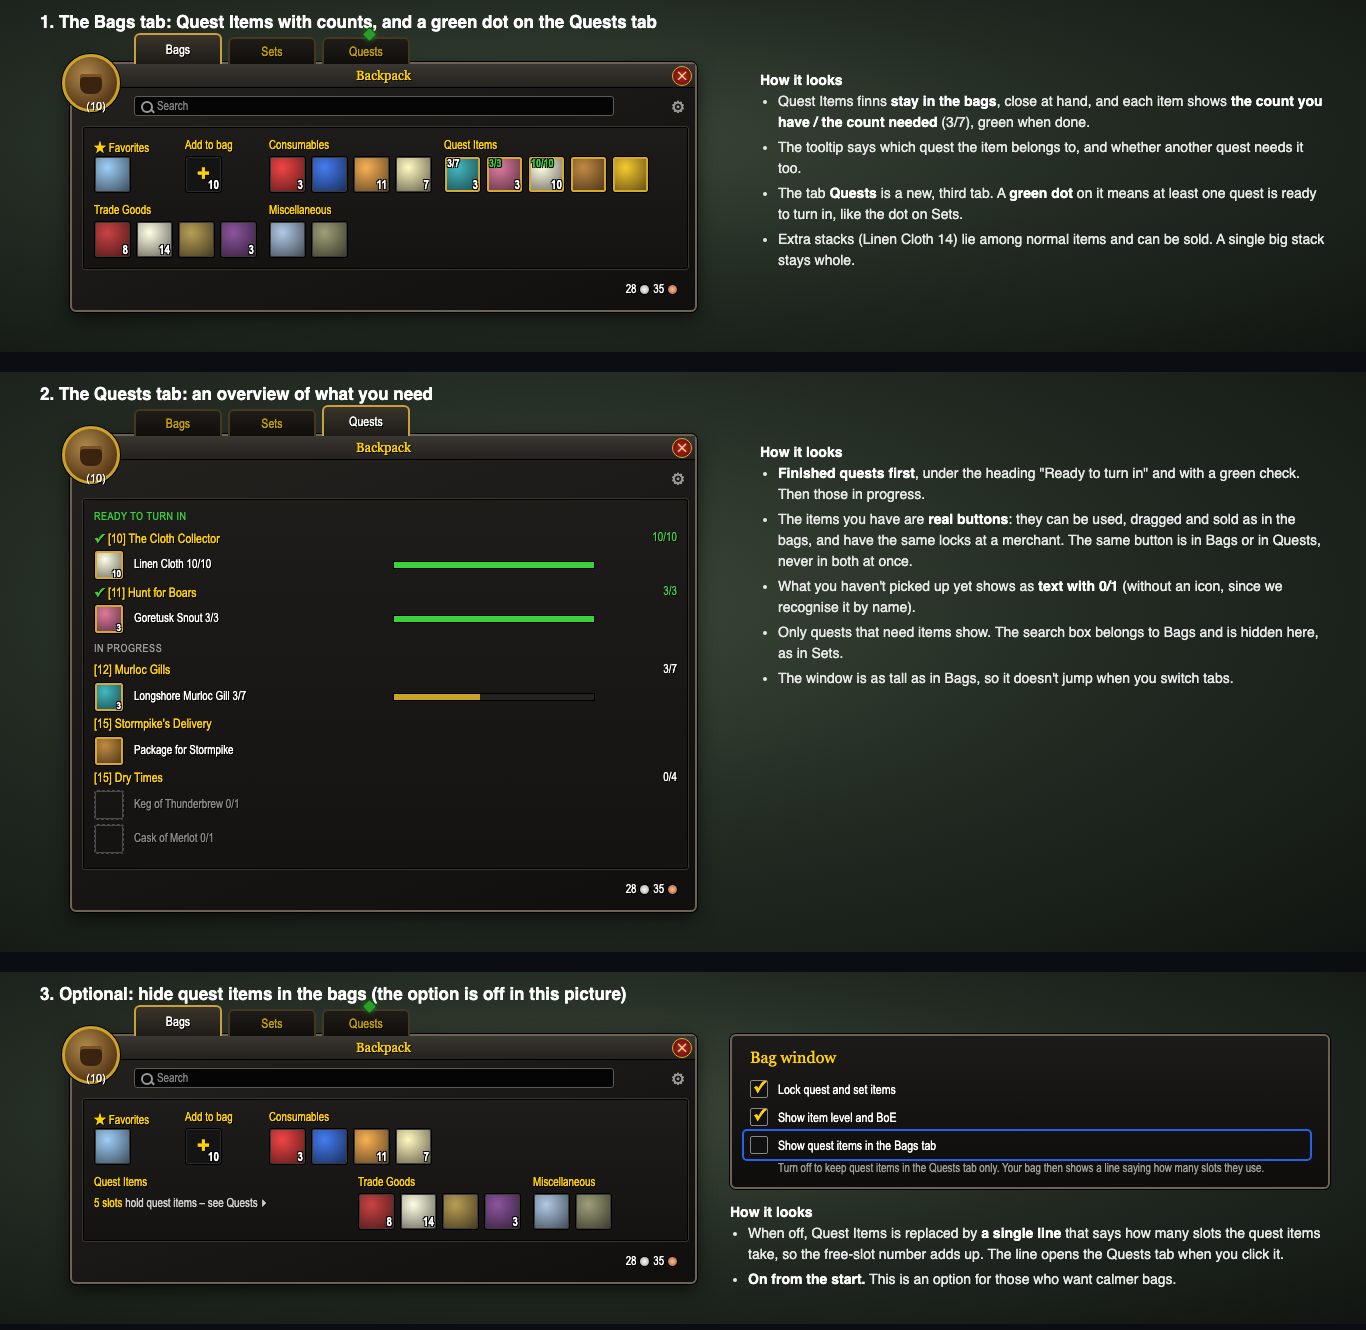 1. The Bags tab: Quest Items with counts, and a green dot on the Quests tab
Bags
Sets
Quests
Backpack
(10)
Search
Favorites
Add to bag
Consumables
Quest Items
10
3
11
7
3/7
3
3/3
3
10/10
10
Trade Goods
Miscellaneous
8
14
3
28
35
How it looks
• Quest Items finns stay in the bags, close at hand, and each item shows the count you
have / the count needed (3/7), green when done.
• The tooltip says which quest the item belongs to, and whether another quest needs it
too.
• The tab Quests is a new, third tab. A green dot on it means at least one quest is ready
to turn in, like the dot on Sets.
• Extra stacks (Linen Cloth 14) lie among normal items and can be sold. A single big stack
stays whole.
2. The Quests tab: an overview of what you need
Bags
Sets
Quests
Backpack
(10)
READY TO TURN IN
[10] The Cloth Collector
10/10
10
Linen Cloth 10/10
[11] Hunt for Boars
3/3
3
Goretusk Snout 3/3
IN PROGRESS
[12] Murloc Gills
3/7
3
Longshore Murloc Gill 3/7
[15] Stormpike's Delivery
Package for Stormpike
[15] Dry Times
0/4
Keg of Thunderbrew 0/1
Cask of Merlot 0/1
28
35
How it looks
• Finished quests first, under the heading "Ready to turn in" and with a green check.
Then those in progress.
• The items you have are real buttons: they can be used, dragged and sold as in the
bags, and have the same locks at a merchant. The same button is in Bags or in Quests,
never in both at once.
• What you haven't picked up yet shows as text with 0/1 (without an icon, since we
recognise it by name).
• Only quests that need items show. The search box belongs to Bags and is hidden here,
as in Sets.
• The window is as tall as in Bags, so it doesn't jump when you switch tabs.
3. Optional: hide quest items in the bags (the option is off in this picture)
Bags
Sets
Quests
Backpack
(10)
Search
Favorites
Add to bag
Consumables
10
3
11
7
Quest Items
Trade Goods
Miscellaneous
5 slots hold quest items – see Quests
8
14
3
28
35
Bag window
Lock quest and set items
Show item level and BoE
Show quest items in the Bags tab
Turn off to keep quest items in the Quests tab only. Your bag then shows a line saying how many slots they use.
How it looks
• When off, Quest Items is replaced by a single line that says how many slots the quest items
take, so the free-slot number adds up. The line opens the Quests tab when you click it.
• On from the start. This is an option for those who want calmer bags.